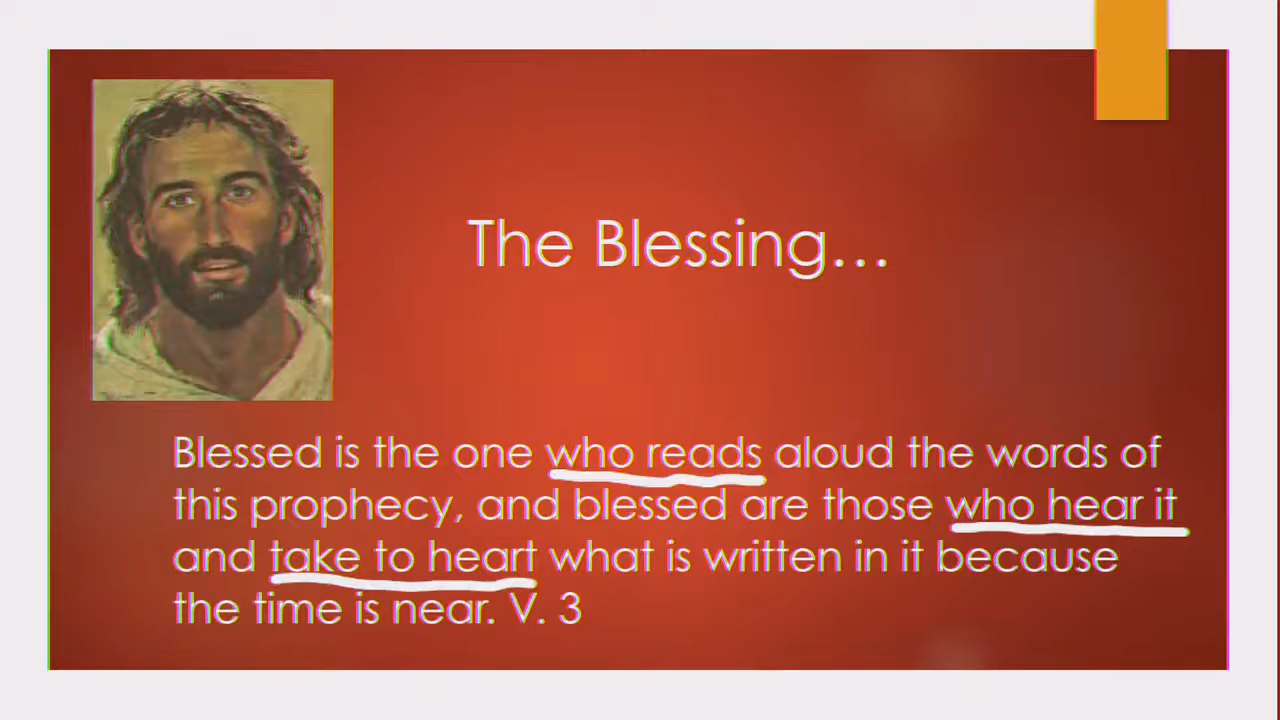 The Blessing...
Blessed is the one who reads aloud the words of
this prophecy, and blessed are those who hear it
and take to heart what is written in it because
the time is near. V. 3